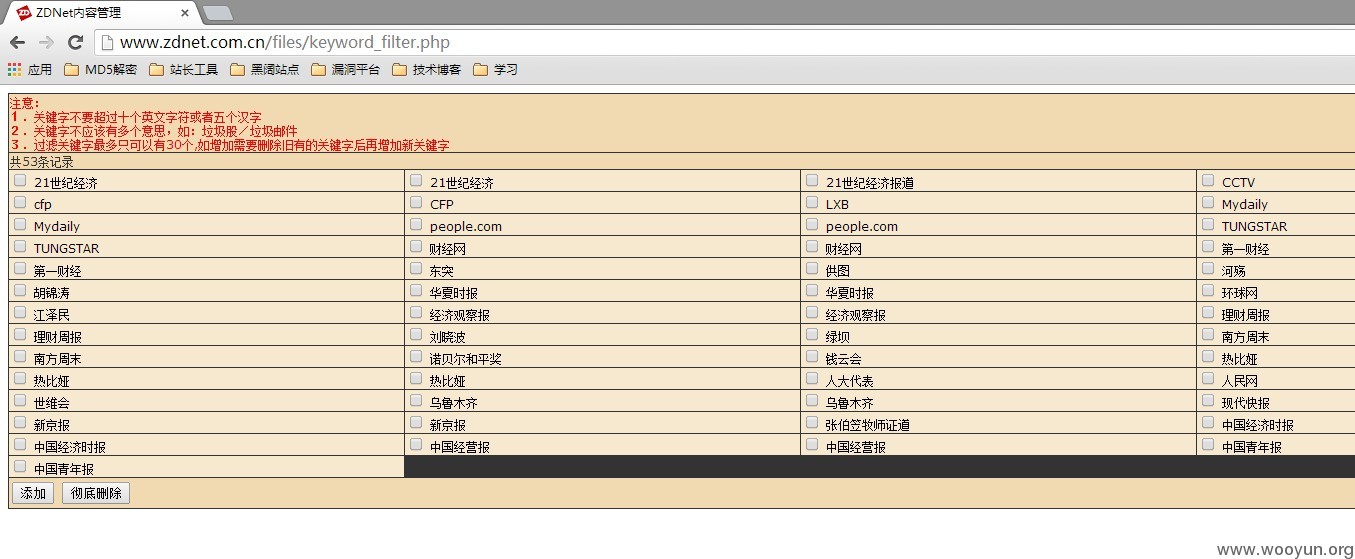 ZDNet内容管理
www.zdnet.com.cn/files/keyword_filter.php
应用 MD5解密 站长工具 黑阔站点 漏洞平台 技术博客 学习
注意:
1. 关键字不要超过十个英文字符或者五个汉字
2. 关键字不应该有多个意思，如：垃圾股／垃圾邮件
3. 过滤关键字最多只可以有30个,如增加需要删除旧有的关键字后再增加新关键字
共53条记录
21世纪经济 21世纪经济 21世纪经济报道 CCTV
cfp CFP LXB Mydaily
Mydaily people.com people.com TUNGSTAR
TUNGSTAR 财经网 财经网 第一财经
第一财经 东突 供图 河殇
胡锦涛 华夏时报 华夏时报 环球网
江泽民 经济观察报 经济观察报 理财周报
理财周报 刘晓波 绿坝 南方周末
南方周末 诺贝尔和平奖 钱云会 热比娅
热比娅 热比娅 人大代表 人民网
世维会 乌鲁木齐 乌鲁木齐 现代快报
新京报 新京报 张伯笠牧师证道 中国经济时报
中国经济时报 中国经营报 中国经营报 中国青年报
中国青年报
添加 彻底删除
www.wooyun.org